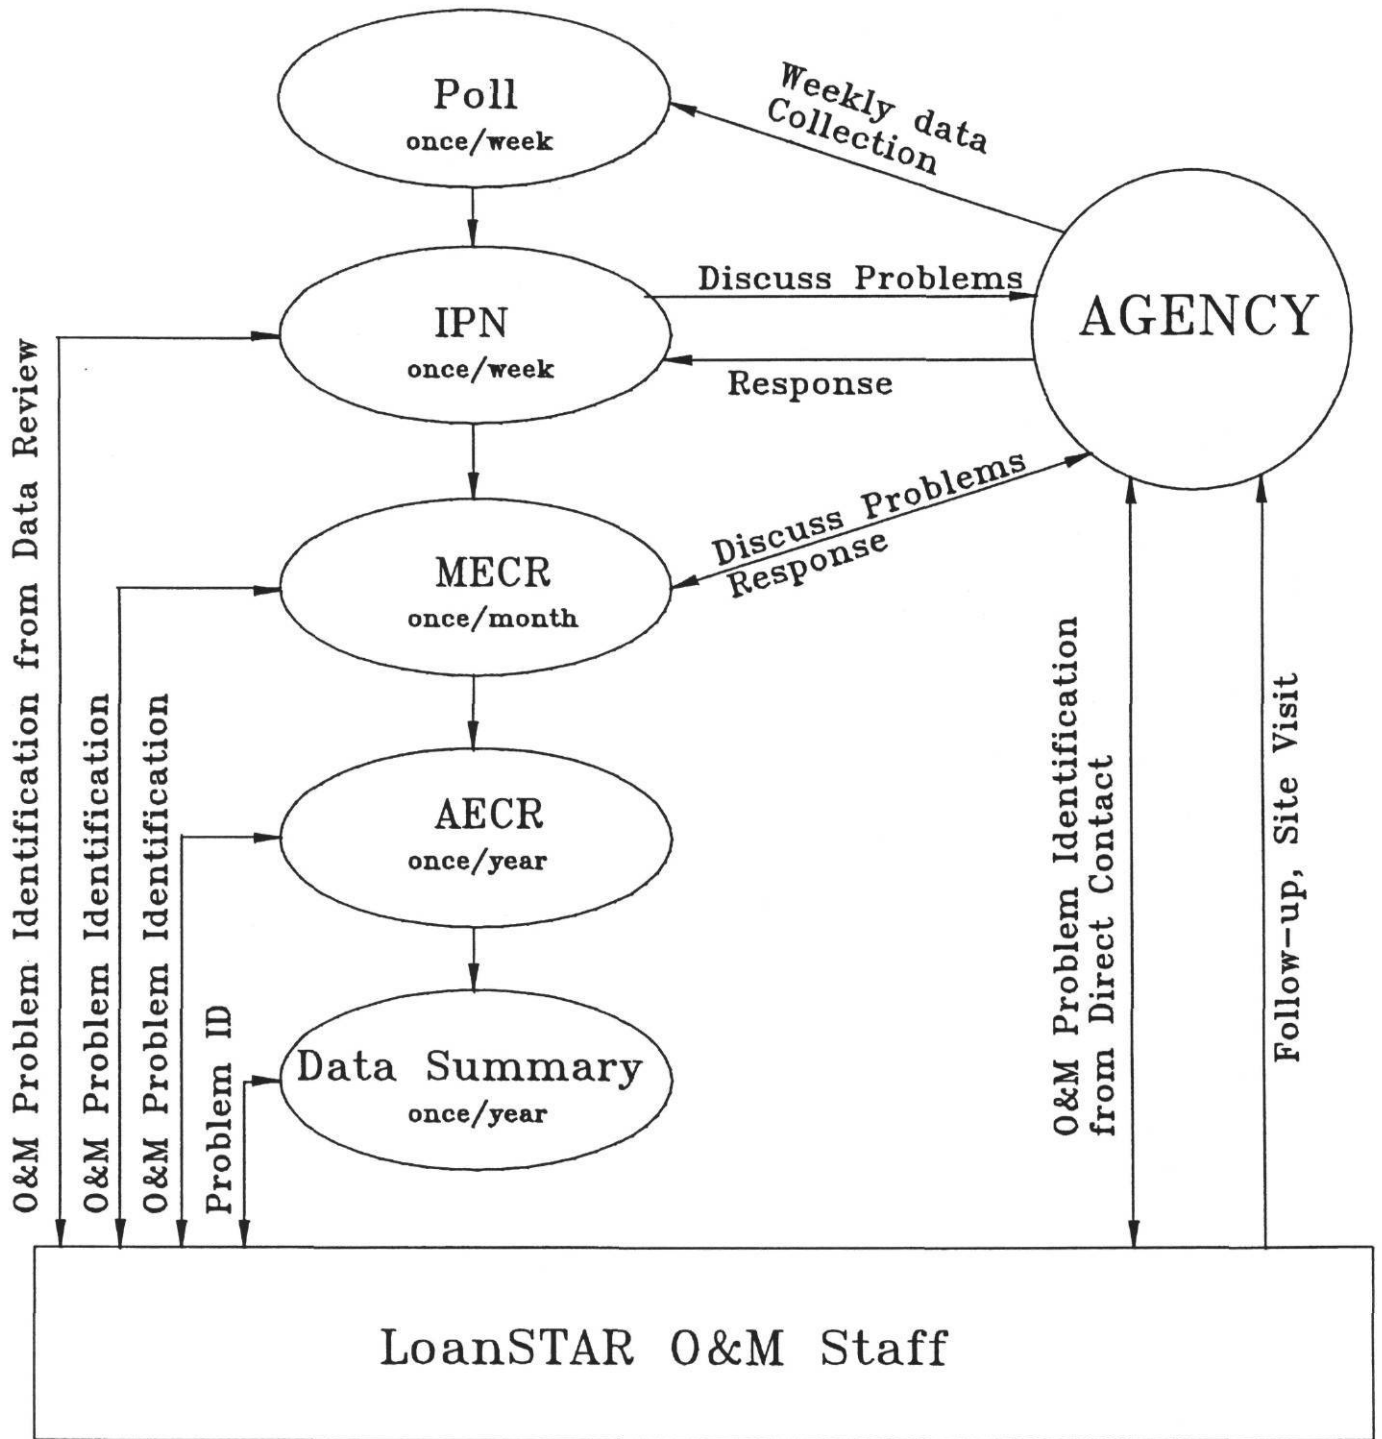 Poll
once/week
Weekly data
Collection
IPN
once/week
Discuss Problems
Response
AGENCY
MECR
once/month
Discuss Problems
Response
AECR
once/year
Data Summary
once/year
O&M Problem Identification from Data Review
O&M Problem Identification
O&M Problem Identification
Problem ID
O&M Problem Identification
from Direct Contact
Follow-up, Site Visit
LoanSTAR O&M Staff